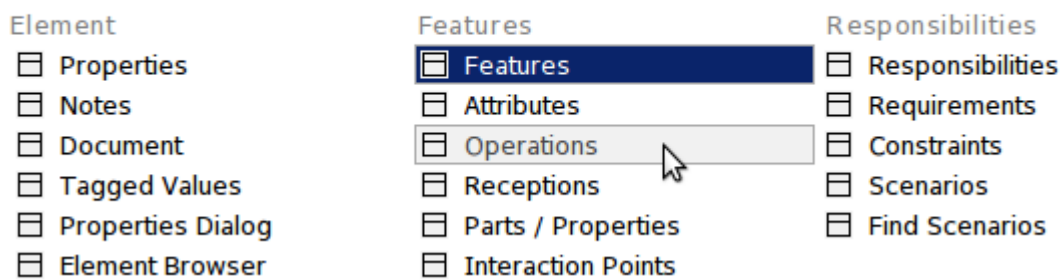 Element
Properties
Notes
Document
Tagged Values
Properties Dialog
Element Browser
Features
Features
Attributes
Operations
Receptions
Parts / Properties
Interaction Points
Responsibilities
Responsibilities
Requirements
Constraints
Scenarios
Find Scenarios